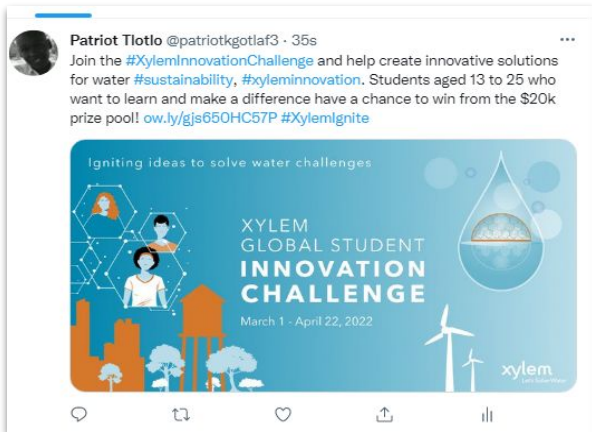 Patriot Tlotlo @patriotkgotlaf3 · 35s
Join the #XylemInnovationChallenge and help create innovative solutions
for water #sustainability, #xyleminnovation. Students aged 13 to 25 who
want to learn and make a difference have a chance to win from the $20k
prize pool! ow.ly/gjs650HC57P #XylemIgnite
Igniting ideas to solve water challenges
XYLEM
GLOBAL STUDENT
INNOVATION
CHALLENGE
March 1 - April 22, 2022
xylem
Let's Solve Water